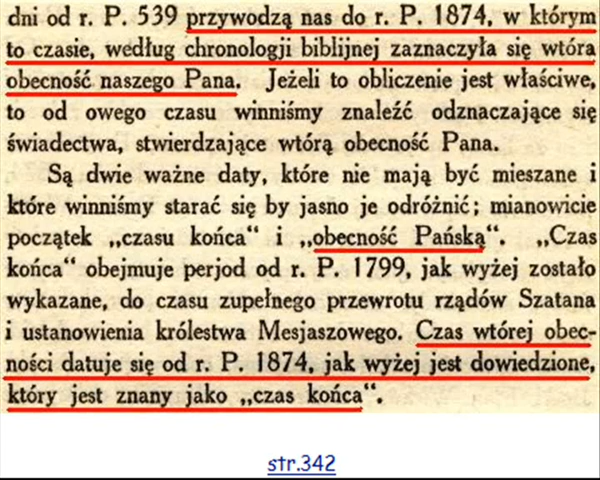 dni od r. P. 539 przywodzą nas do r. P. 1874, w którym
to czasie, według chronologji biblijnej zaznaczyła się wtóra
obecność naszego Pana. Jeżeli to obliczenie jest właściwe,
to od owego czasu winniśmy znaleźć odznaczające się
świadectwa, stwierdzające wtórą obecność Pana.
Są dwie ważne daty, które nie mają być mieszane i
które winniśmy starać się by jasno je odróżnić; mianowicie
początek „czasu końca“ i „obecność Pańską“. „Czas
końca“ obejmuje perjod od r. P. 1799, jak wyżej zostało
wykazane, do czasu zupełnego przewrotu rządów Szatana
i ustanowienia królestwa Mesjaszowego. Czas wtórej obec-
ności datuje się od r. P. 1874, jak wyżej jest dowiedzione,
który jest znany jako „czas końca“.
str.342